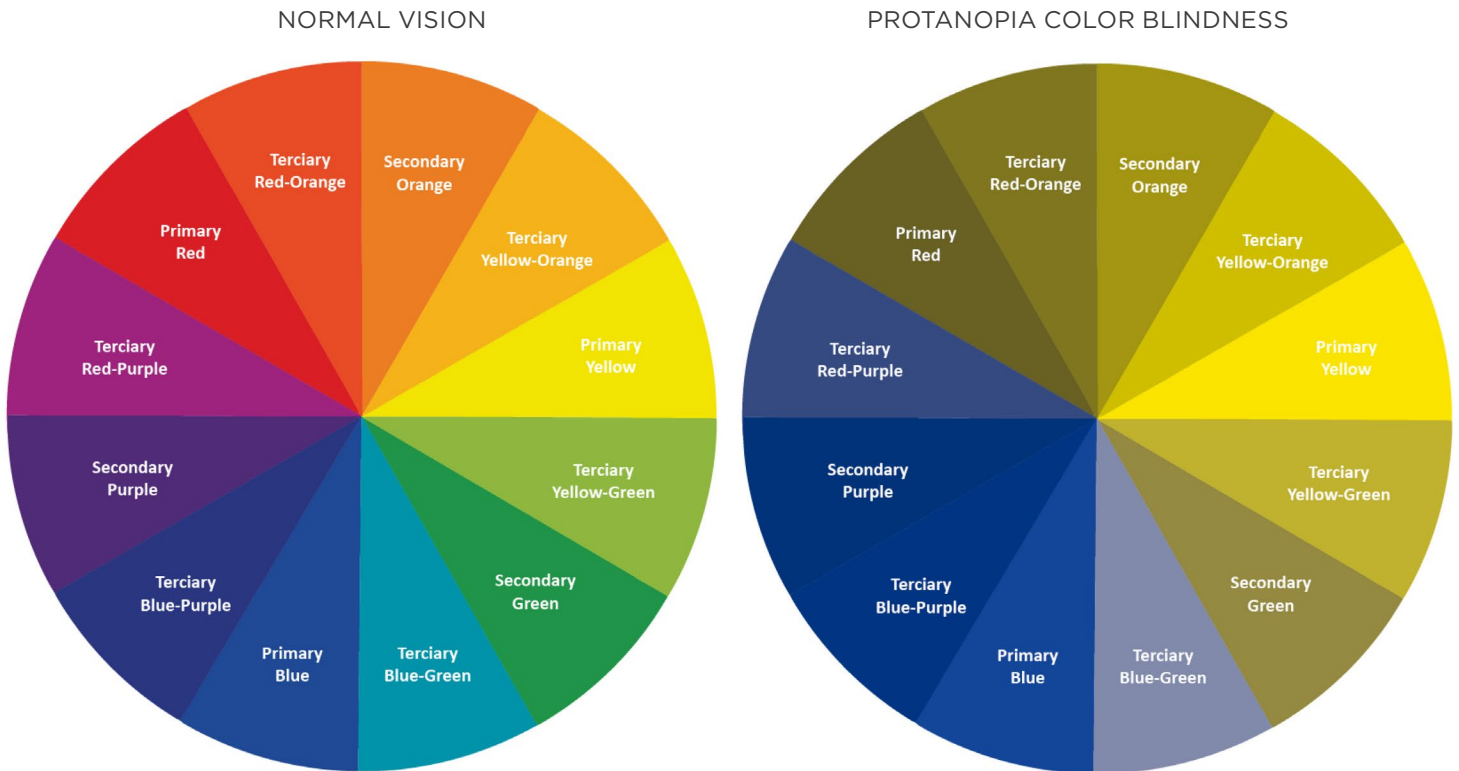 NORMAL VISION
Terciary
Red-Orange
Secondary
Orange
Primary
Red
Terciary
Yellow-Orange
Terciary
Red-Purple
Primary
Yellow
Secondary
Purple
Terciary
Yellow-Green
Terciary
Blue-Purple
Secondary
Green
Primary
Blue
Terciary
Blue-Green
PROTANOPIA COLOR BLINDNESS
Terciary
Red-Orange
Secondary
Orange
Primary
Red
Terciary
Yellow-Orange
Terciary
Red-Purple
Primary
Yellow
Secondary
Purple
Terciary
Yellow-Green
Terciary
Blue-Purple
Secondary
Green
Primary
Blue
Terciary
Blue-Green